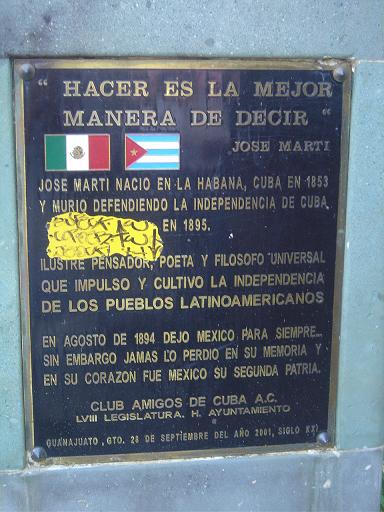 “ HACER ES LA MEJOR
MANERA DE DECIR “
JOSE MARTI
JOSE MARTI NACIO EN LA HABANA, CUBA EN 1853
Y MURIO DEFENDIENDO LA INDEPENDENCIA DE CUBA
EN 1895.
ILUSTRE PENSADOR, POETA Y FILOSOFO UNIVERSAL
QUE IMPULSO Y CULTIVO LA INDEPENDENCIA
DE LOS PUEBLOS LATINOAMERICANOS
EN AGOSTO DE 1894 DEJO MEXICO PARA SIEMPRE...
SIN EMBARGO JAMAS LO PERDIO EN SU MEMORIA Y
EN SU CORAZON FUE MEXICO SU SEGUNDA PATRIA.
CLUB AMIGOS DE CUBA A.C.
LVIII LEGISLATURA. H. AYUNTAMIENTO
GUANAJUATO, GTO. 28 DE SEPTIEMBRE DEL AÑO 2001, SIGLO XXI